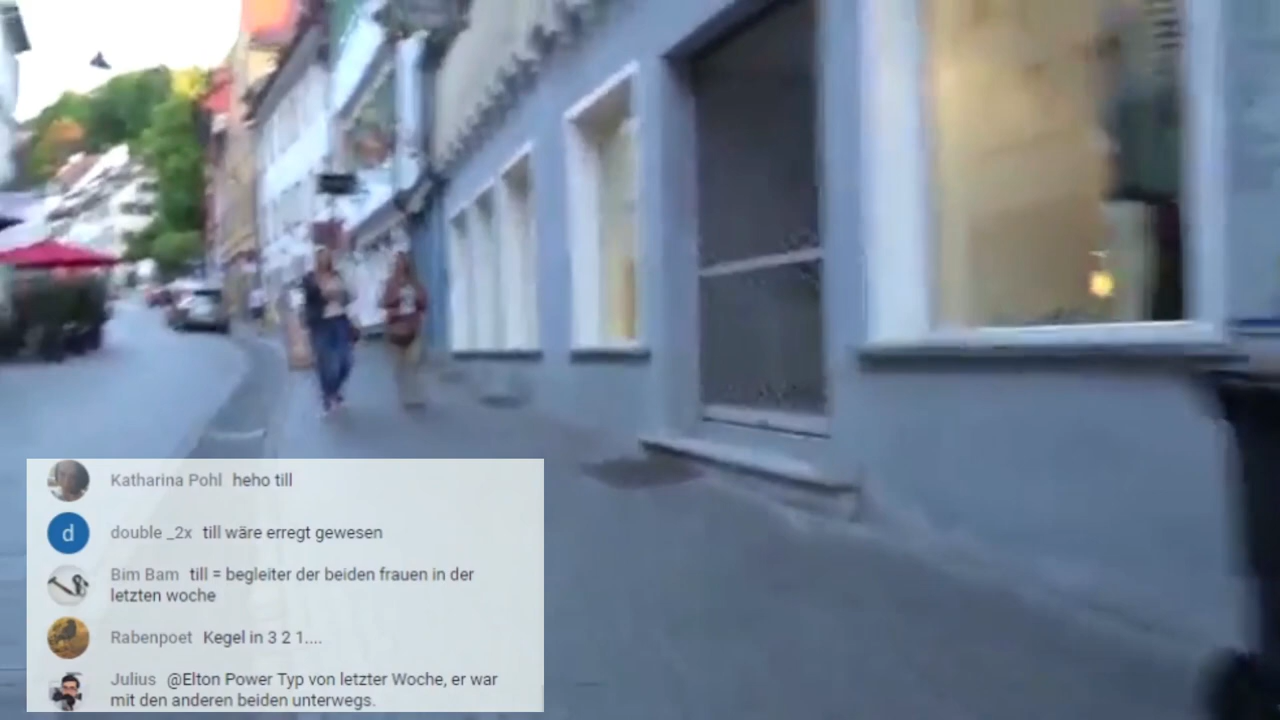 Katharina Pohl heho till
double _2x till wäre erregt gewesen
Bim Bam till = begleiter der beiden frauen in der
letzten woche
Rabenpoet Kegel in 3 2 1....
Julius @Elton Power Typ von letzter Woche, er war
mit den anderen beiden unterwegs.